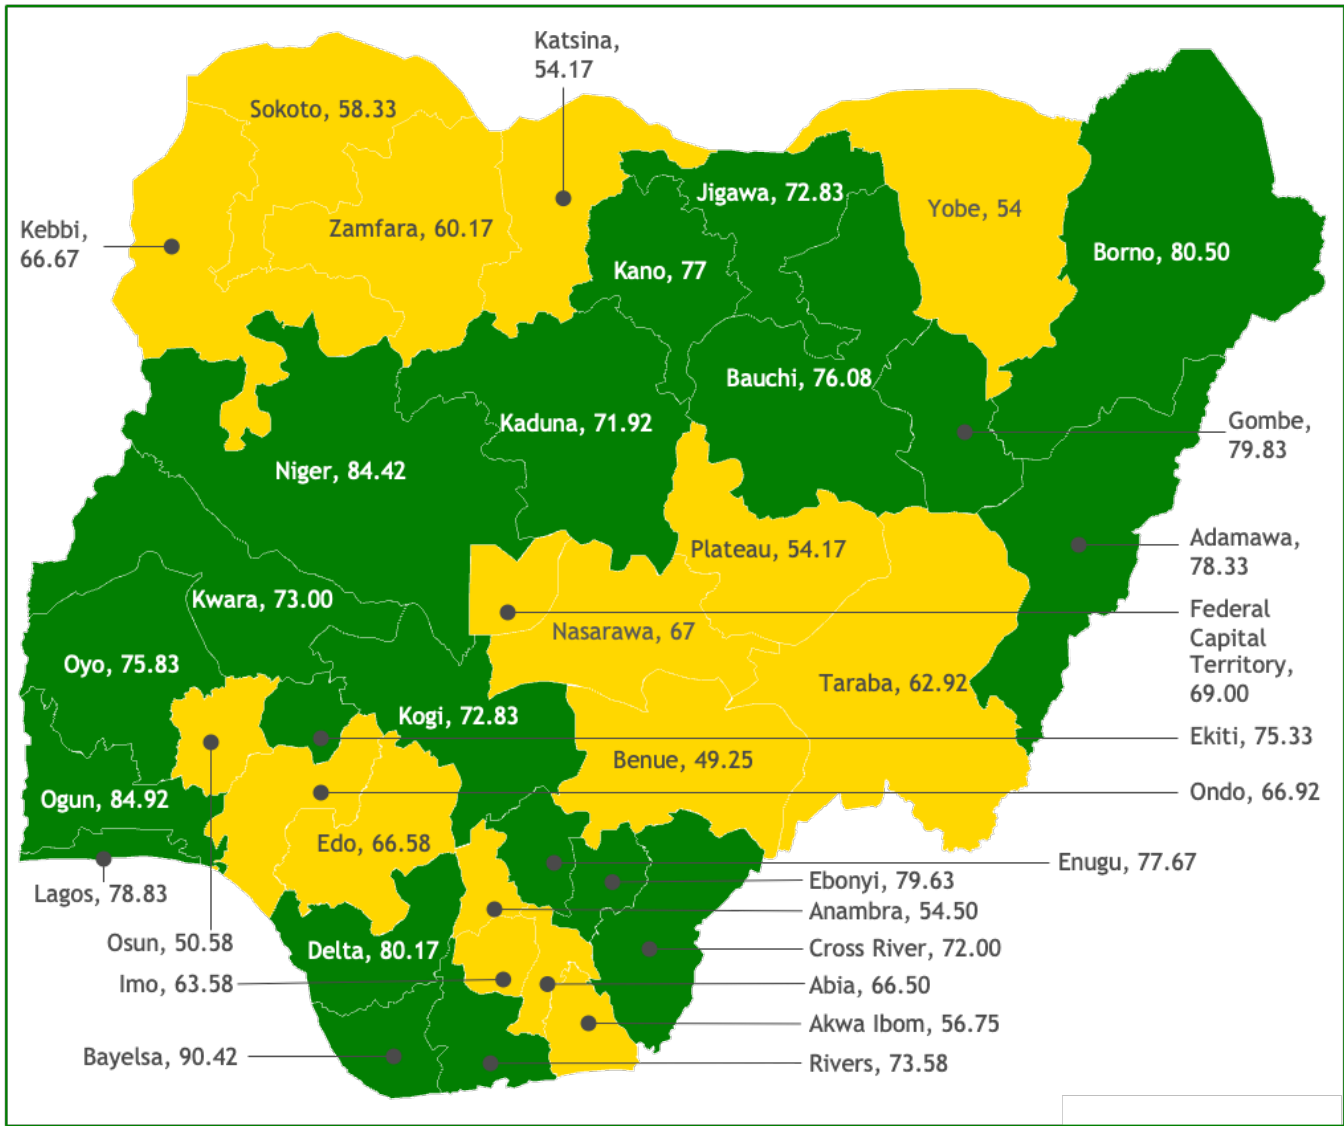 Katsina,
54.17
Sokoto, 58.33
Jigawa, 72.83
Yobe, 54
Zamfara, 60.17
Kebbi,
66.67
Borno, 80.50
Kano, 77
Bauchi, 76.08
Kaduna, 71.92
Gombe,
79.83
Niger, 84.42
Plateau, 54.17
Adamawa,
78.33
Kwara, 73.00
Federal
Capital
Territory,
69.00
Nasarawa, 67
Oyo, 75.83
Taraba, 62.92
Kogi, 72.83
Ekiti, 75.33
Benue, 49.25
Ogun, 84.92
Ondo, 66.92
Edo, 66.58
Enugu, 77.67
Lagos, 78.83
Ebonyi, 79.63
Anambra, 54.50
Osun, 50.58
Delta, 80.17
Cross River, 72.00
Imo, 63.58
Abia, 66.50
Akwa Ibom, 56.75
Bayelsa, 90.42
Rivers, 73.58